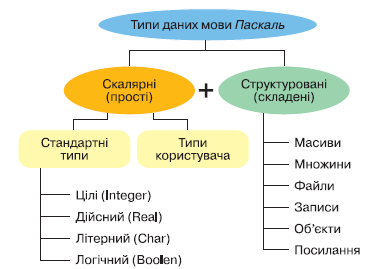 Типи даних мови Паскаль
Скалярні
(прості)
+
Структуровані
(складені)
Стандартні
типи
Типи
користувача
Цілі (Integer)
Дійсний (Real)
Літерний (Char)
Логічний (Boolen)
Масиви
Множини
Файли
Записи
Об'єкти
Посилання